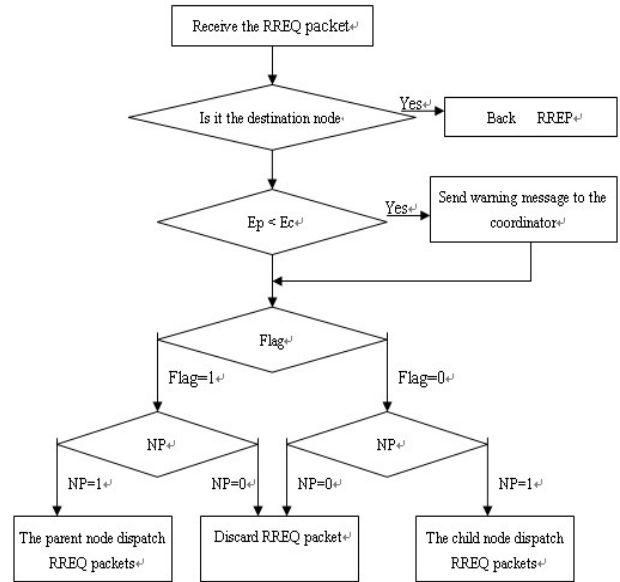 Receive the RREQ packet↵
Is it the destination node↵
Yes↵
Back RREP↵
Ep < Ec↵
Yes↵
Send warning message to the
coordinator↵
Flag↵
Flag=1↵
Flag=0↵
NP↵
NP↵
NP=1↵
NP=0↵
NP=0↵
NP=1↵
The parent node dispatch
RREQ packets↵
Discard RREQ packet↵
The child node dispatch
RREQ packets↵